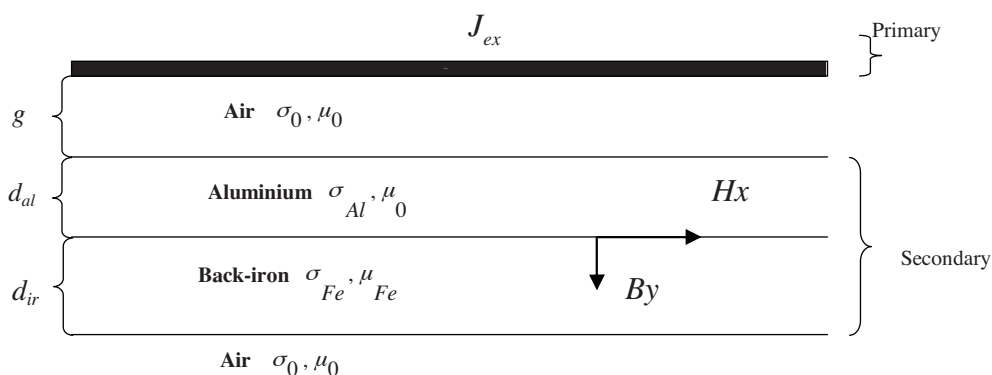 J_ex
Primary
g
Air σ_0, μ_0
d_al
Aluminium σ_Al, μ_0
Hx
d_ir
Back-iron σ_Fe, μ_Fe
By
Secondary
Air σ_0, μ_0